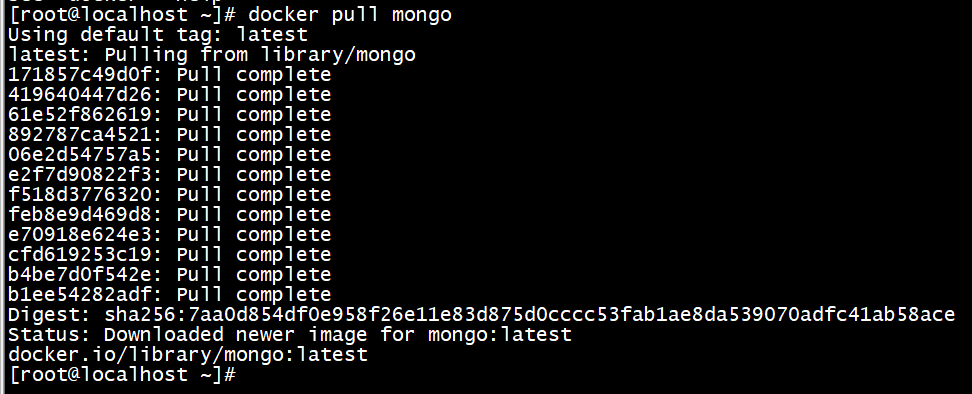 [root@localhost ~]# docker pull mongo
Using default tag: latest
latest: Pulling from library/mongo
171857c49d0f: Pull complete
419640447d26: Pull complete
61e52f862619: Pull complete
892787ca4521: Pull complete
06e2d54757a5: Pull complete
e2f7d90822f3: Pull complete
f518d3776320: Pull complete
feb8e9d469d8: Pull complete
e70918e624e3: Pull complete
cfd619253c19: Pull complete
b4be7d0f542e: Pull complete
b1ee54282adf: Pull complete
Digest: sha256:7aa0d854df0e958f26e11e83d875d0cccc53fab1ae8da539070adfc41ab58ace
Status: Downloaded newer image for mongo:latest
docker.io/library/mongo:latest
[root@localhost ~]#